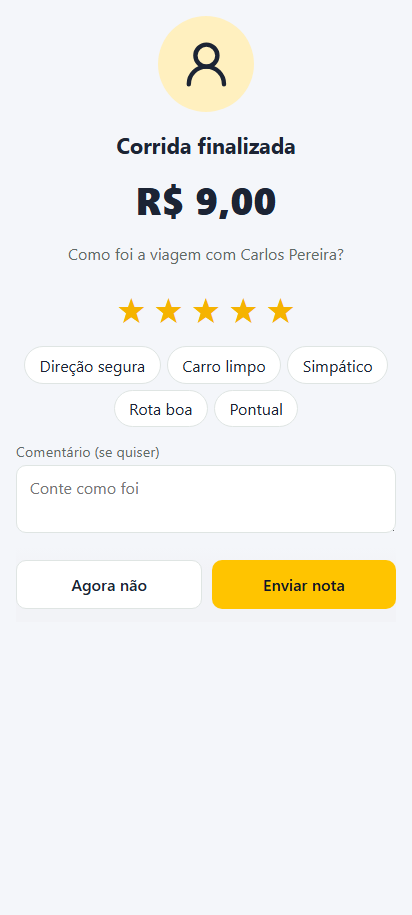 Corrida finalizada
R$ 9,00
Como foi a viagem com Carlos Pereira?
Direção segura Carro limpo Simpático
Rota boa Pontual
Comentário (se quiser)
Conte como foi
Agora não Enviar nota